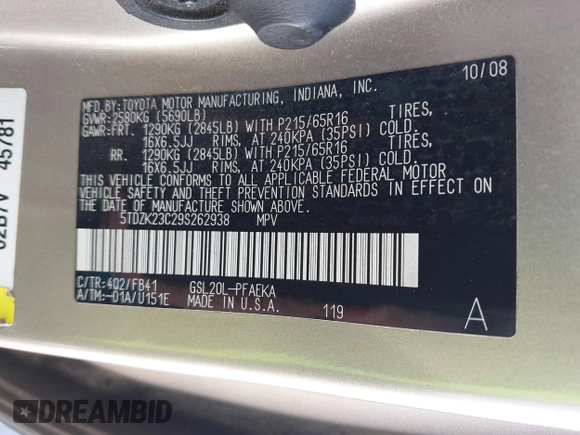 MFD.BY:TOYOTA MOTOR MANUFACTURING, INDIANA, INC. 10/08
GVWR:2580KG(5690LB)
GAWR:FRT. 1290KG (2845LB) WITH P215/65R16 TIRES,
16X6.5JJ RIMS, AT 240KPA (35PSI) COLD.
RR. 1290KG (2845LB) WITH P215/65R16 TIRES,
16X6.5JJ RIMS, AT 240KPA (35PSI) COLD.
THIS VEHICLE CONFORMS TO ALL APPLICABLE FEDERAL MOTOR
VEHICLE SAFETY AND THEFT PREVENTION STANDARDS IN EFFECT ON
THE DATE OF MANUFACTURE SHOWN ABOVE.
5TDZK23C29S262938 MPV
C/TR:4Q2/FB41 GSL20L-PFAEKA
A/TM:-01A/U151E MADE IN U.S.A. 119 A
45781
DREAMBID